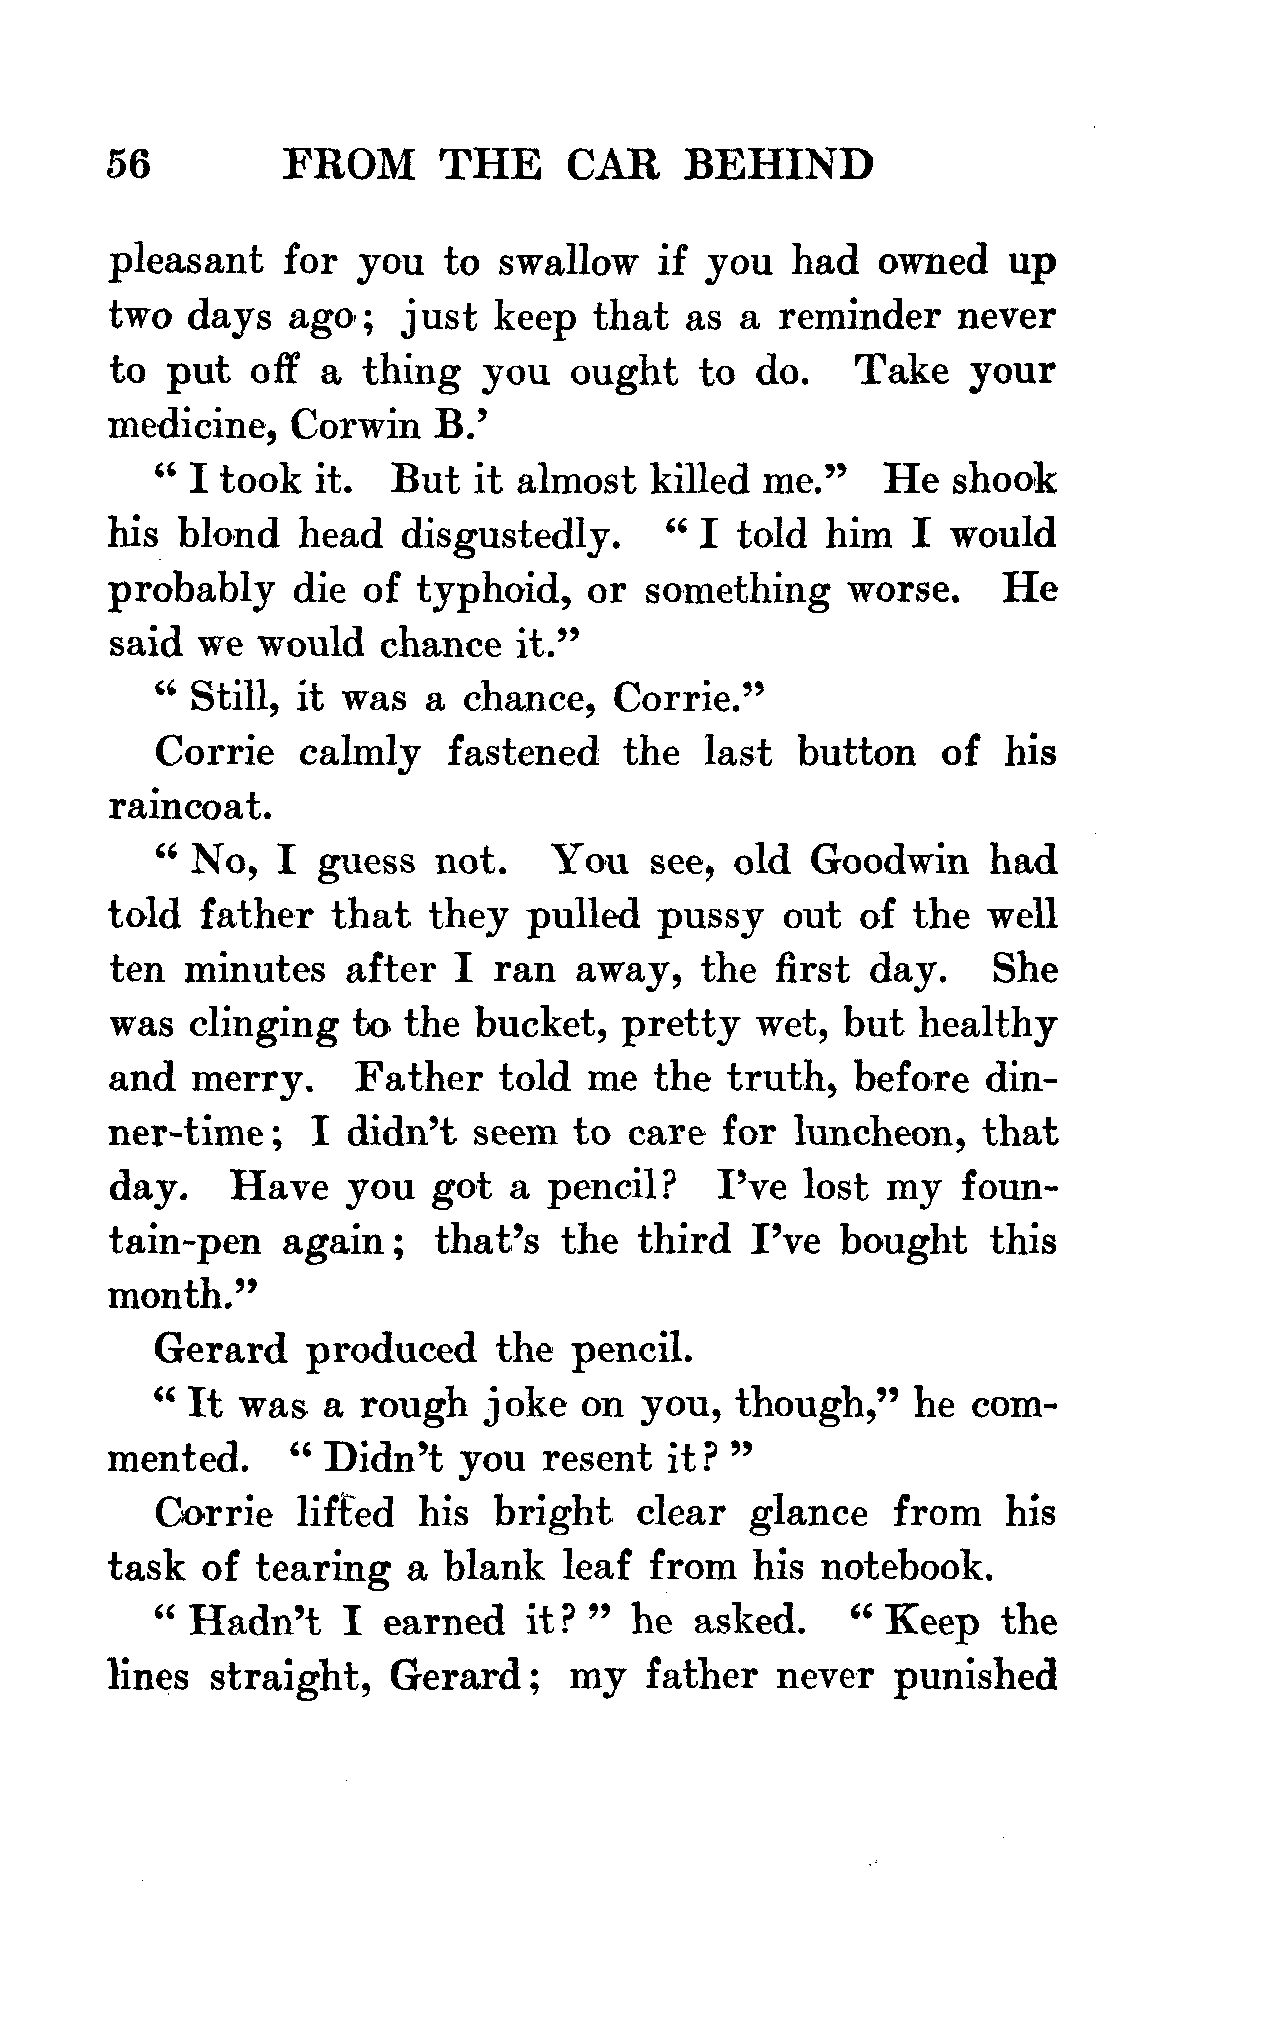 56 FROM THE CAR BEHIND
pleasant for you to swallow if you had owned up
two days ago; just keep that as a reminder never
to put off a thing you ought to do. Take your
medicine, Corwin B.’
“ I took it. But it almost killed me.” He shook
his blond head disgustedly. “ I told him I would
probably die of typhoid, or something worse. He
said we would chance it.”
“ Still, it was a chance, Corrie.”
Corrie calmly fastened the last button of his
raincoat.
“ No, I guess not. You see, old Goodwin had
told father that they pulled pussy out of the well
ten minutes after I ran away, the first day. She
was clinging to the bucket, pretty wet, but healthy
and merry. Father told me the truth, before din-
ner-time; I didn’t seem to care for luncheon, that
day. Have you got a pencil? I’ve lost my foun-
tain-pen again; that’s the third I’ve bought this
month.”
Gerard produced the pencil.
“ It was a rough joke on you, though,” he com-
mented. “ Didn’t you resent it? ”
Corrie lifted his bright clear glance from his
task of tearing a blank leaf from his notebook.
“ Hadn’t I earned it? ” he asked. “ Keep the
lines straight, Gerard; my father never punished